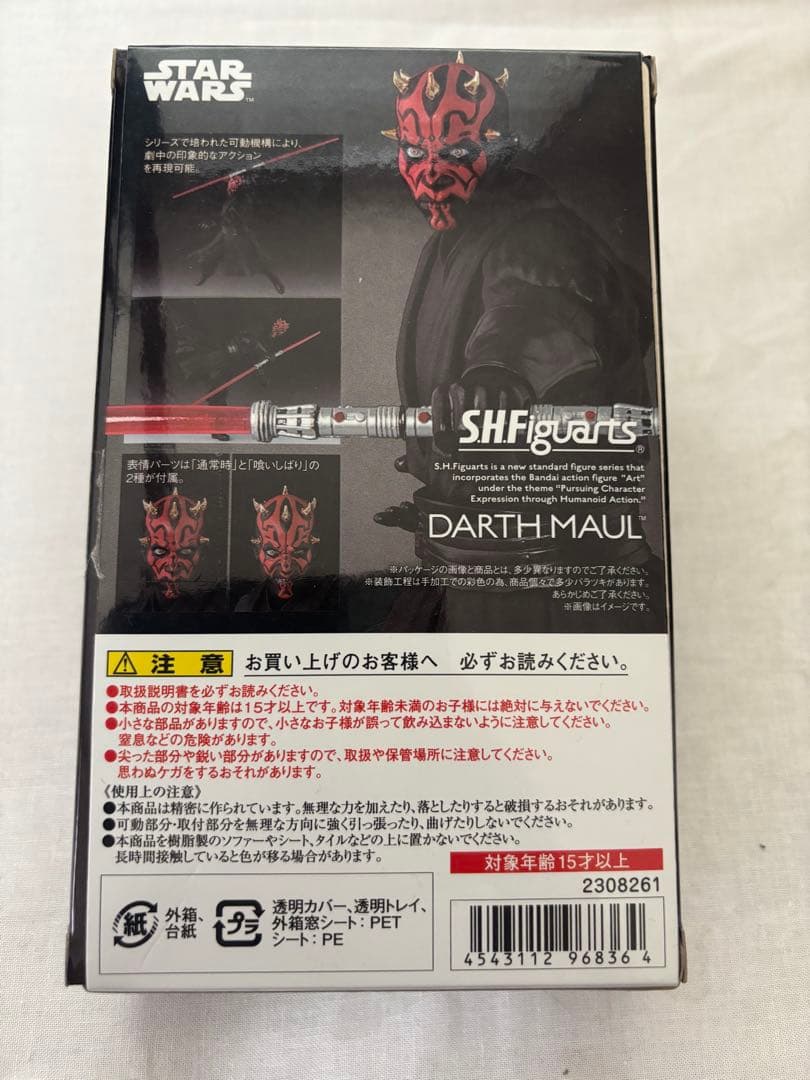 STAR
WARS™
シリーズで培われた可動機構により、
劇中の印象的なアクション
を再現可能。
S.H.Figuarts®
S.H.Figuarts is a new standard figure series that
incorporates the Bandai action figure "Art"
under the theme "Pursuing Character
Expression through Humanoid Action."
DARTH MAUL™
表情パーツは「通常時」と「喰いしばり」の
2種が付属。
※パッケージの画像と商品とは、多少異なりますのでご了承ください。
※装飾工程は手加工での彩色の為、商品個々で多少バラツキがあります。
あらかじめご了承ください。
※画像はイメージです。
注意 お買い上げのお客様へ 必ずお読みください。
●取扱説明書を必ずお読みください。
●本商品の対象年齢は15才以上です。対象年齢未満のお子様には絶対に与えないでください。
●小さな部品がありますので、小さなお子様が誤って飲み込まないように注意してください。
窒息などの危険があります。
●尖った部分や鋭い部分がありますので、取扱や保管場所に注意してください。
思わぬケガをするおそれがあります。
《使用上の注意》
●本商品は精密に作られています。無理な力を加えたり、落としたりすると破損するおそれがあります。
●可動部分・取付部分を無理な方向に強く引っ張ったり、曲げたりしないでください。
●本商品を樹脂製のソファーやシート、タイルなどの上に置かないでください。
長時間接触していると色が移る場合があります。
対象年齢15才以上
2308261
紙 外箱、
台紙
プラ 透明カバー、透明トレイ、
外箱窓シート：PET
シート：PE
4543112 968364